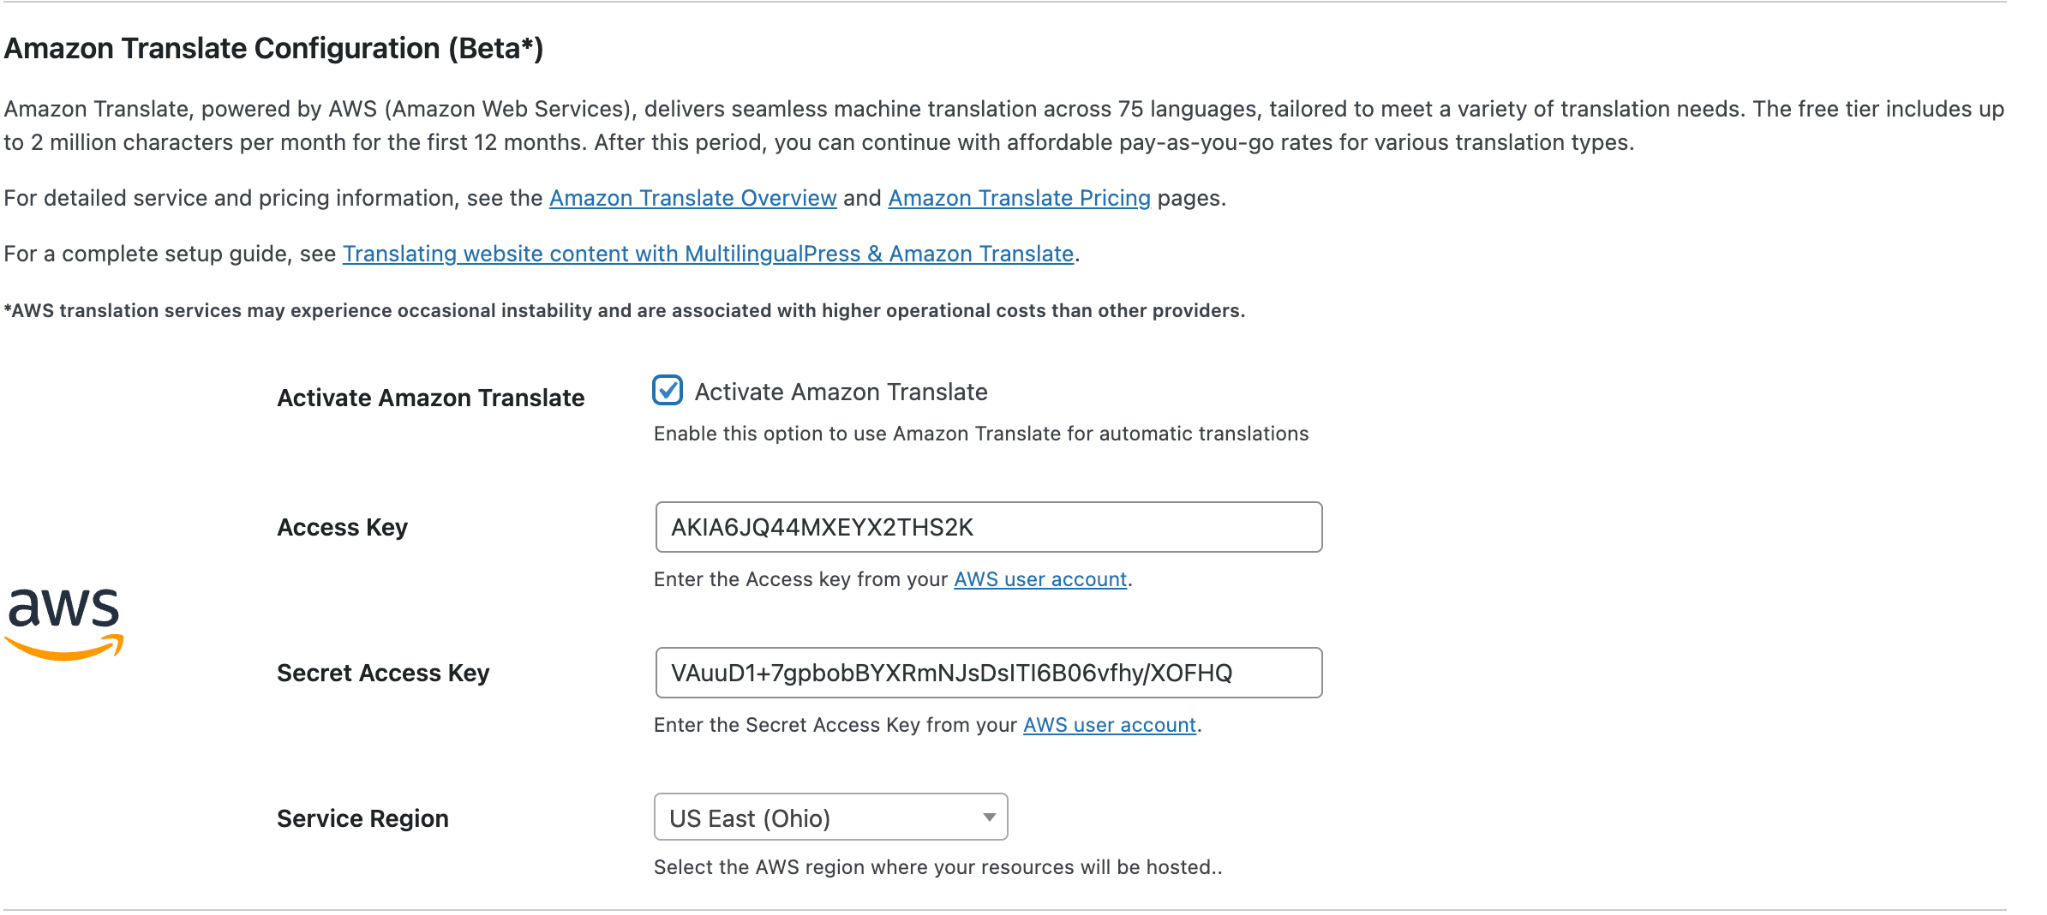 Amazon Translate Configuration (Beta*)
Amazon Translate, powered by AWS (Amazon Web Services), delivers seamless machine translation across 75 languages, tailored to meet a variety of translation needs. The free tier includes up
to 2 million characters per month for the first 12 months. After this period, you can continue with affordable pay-as-you-go rates for various translation types.
For detailed service and pricing information, see the Amazon Translate Overview and Amazon Translate Pricing pages.
For a complete setup guide, see Translating website content with MultilingualPress & Amazon Translate.
*AWS translation services may experience occasional instability and are associated with higher operational costs than other providers.
Activate Amazon Translate
Activate Amazon Translate
Enable this option to use Amazon Translate for automatic translations
Access Key
AKIA6JQ44MXEYX2THS2K
Enter the Access key from your AWS user account.
aws
Secret Access Key
Enter the Secret Access Key from your AWS user account.
Service Region
US East (Ohio)
Select the AWS region where your resources will be hosted..